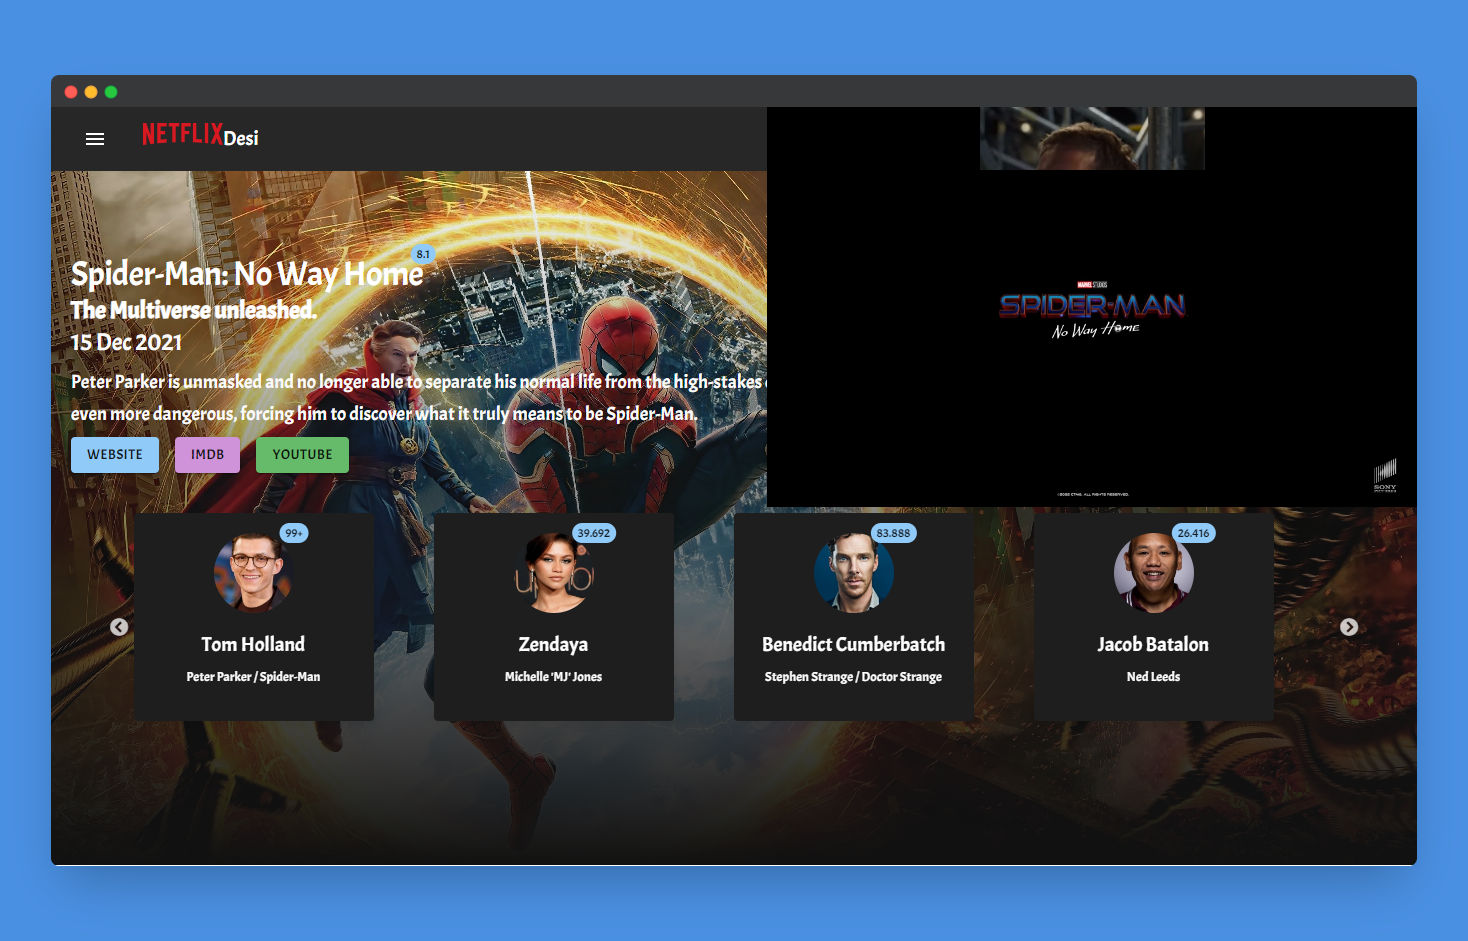 NETFLIX Desi
8.1
Spider-Man: No Way Home
The Multiverse unleashed.
15 Dec 2021
Peter Parker is unmasked and no longer able to separate his normal life from the high-stakes
even more dangerous, forcing him to discover what it truly means to be Spider-Man.
WEBSITE
IMDB
YOUTUBE
MARVEL STUDIOS
SPIDER-MAN
No Way Home
SONY
99+
Tom Holland
Peter Parker / Spider-Man
39.692
Zendaya
Michelle 'MJ' Jones
83.888
Benedict Cumberbatch
Stephen Strange / Doctor Strange
26.416
Jacob Batalon
Ned Leeds